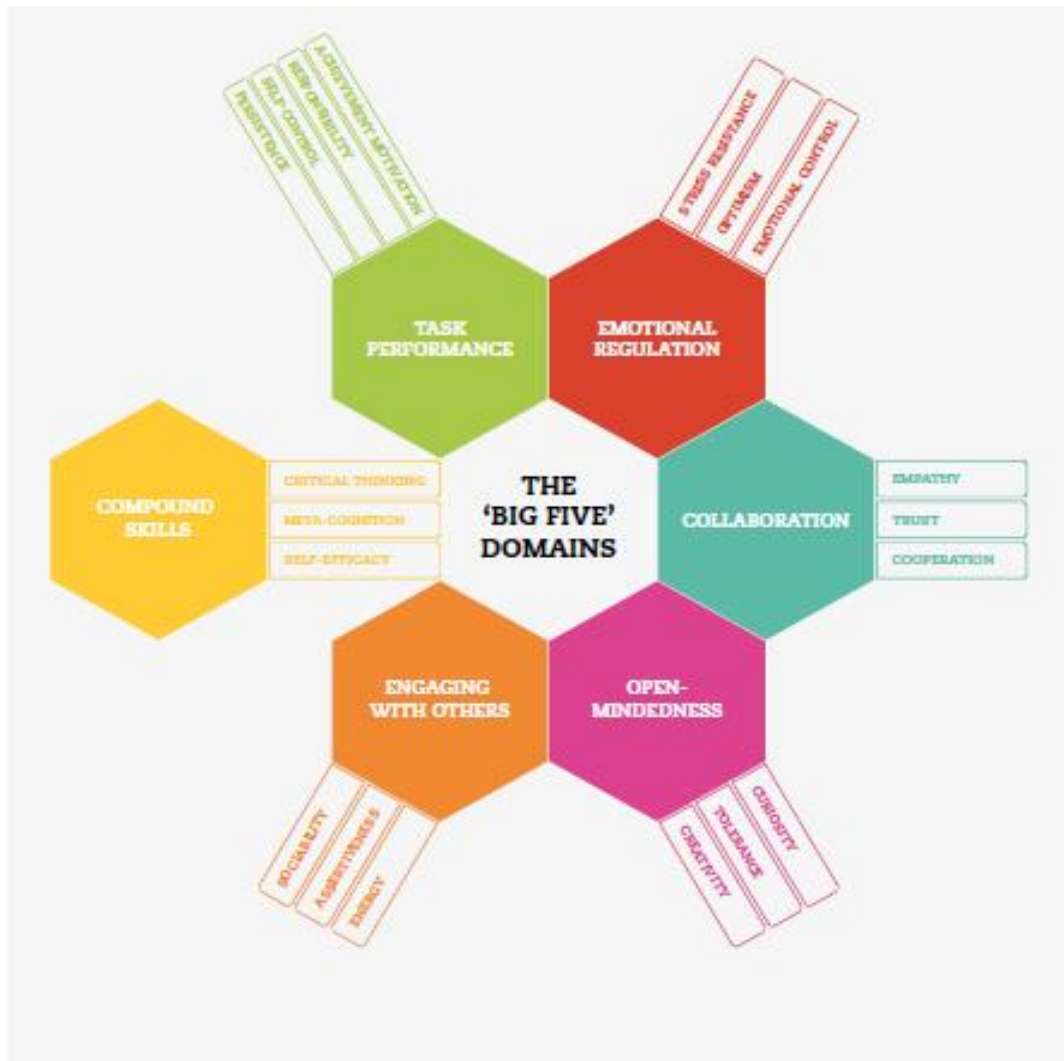 ACHIEVEMENT MOTIVATION
RESPONSIBILITY
SELF-CONTROL
PERSISTENCE
STRESS RESISTANCE
OPTIMISM
EMOTIONAL CONTROL
TASK
PERFORMANCE
EMOTIONAL
REGULATION
COMPOUND
SKILLS
CRITICAL THINKING
META-COGNITION
SELF-EFFICACY
THE
‘BIG FIVE’
DOMAINS
COLLABORATION
EMPATHY
TRUST
COOPERATION
ENGAGING
WITH OTHERS
OPEN-
MINDEDNESS
SOCIABILITY
ASSERTIVENESS
ENERGY
CURIOSITY
TOLERANCE
CREATIVITY